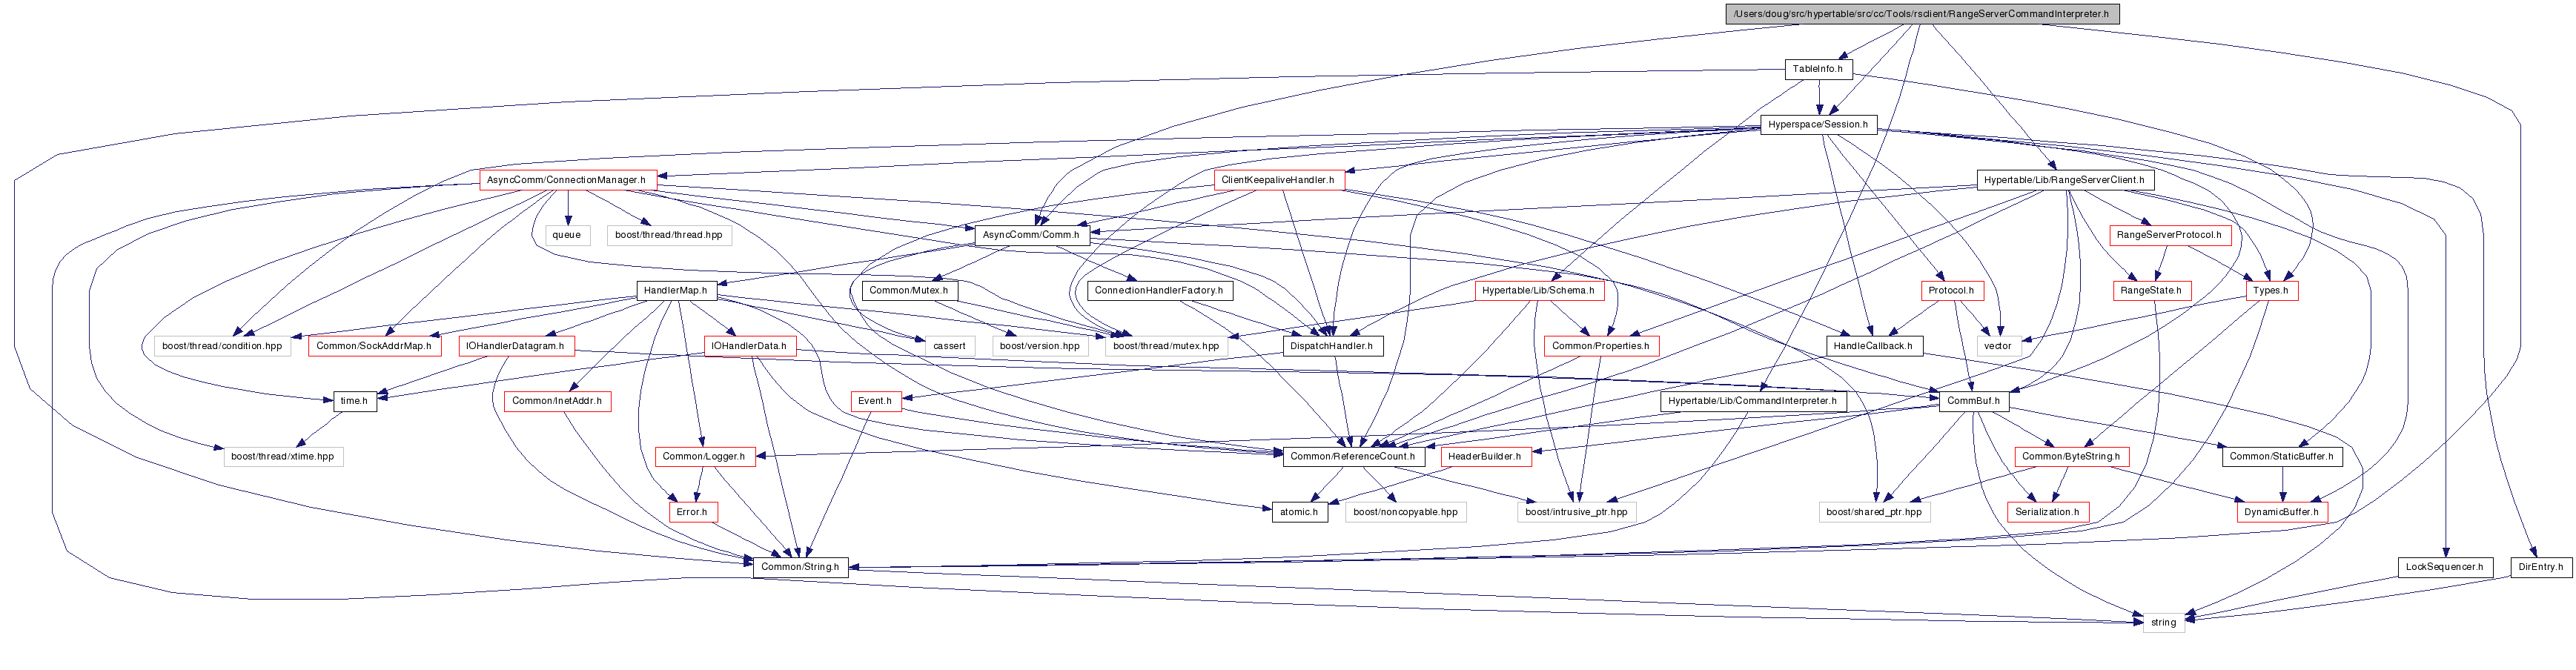 /Users/doug/src/hypertable/src/cc/Tools/rsclient/RangeServerCommandInterpreter.h
TableInfo.h
Hyperspace/Session.h
AsyncComm/ConnectionManager.h
ClientKeepaliveHandler.h
Hypertable/Lib/RangeServerClient.h
queue
boost/thread/thread.hpp
AsyncComm/Comm.h
RangeServerProtocol.h
HandlerMap.h
Common/Mutex.h
ConnectionHandlerFactory.h
Hypertable/Lib/Schema.h
Protocol.h
RangeState.h
Types.h
boost/thread/condition.hpp
Common/SockAddrMap.h
IOHandlerDatagram.h
IOHandlerData.h
cassert
boost/version.hpp
boost/thread/mutex.hpp
DispatchHandler.h
Common/Properties.h
HandleCallback.h
vector
time.h
Common/InetAddr.h
Event.h
Hypertable/Lib/CommandInterpreter.h
CommBuf.h
boost/thread/xtime.hpp
Common/Logger.h
Common/ReferenceCount.h
HeaderBuilder.h
Common/ByteString.h
Common/StaticBuffer.h
Error.h
atomic.h
boost/noncopyable.hpp
boost/intrusive_ptr.hpp
boost/shared_ptr.hpp
Serialization.h
DynamicBuffer.h
Common/String.h
LockSequencer.h
DirEntry.h
string